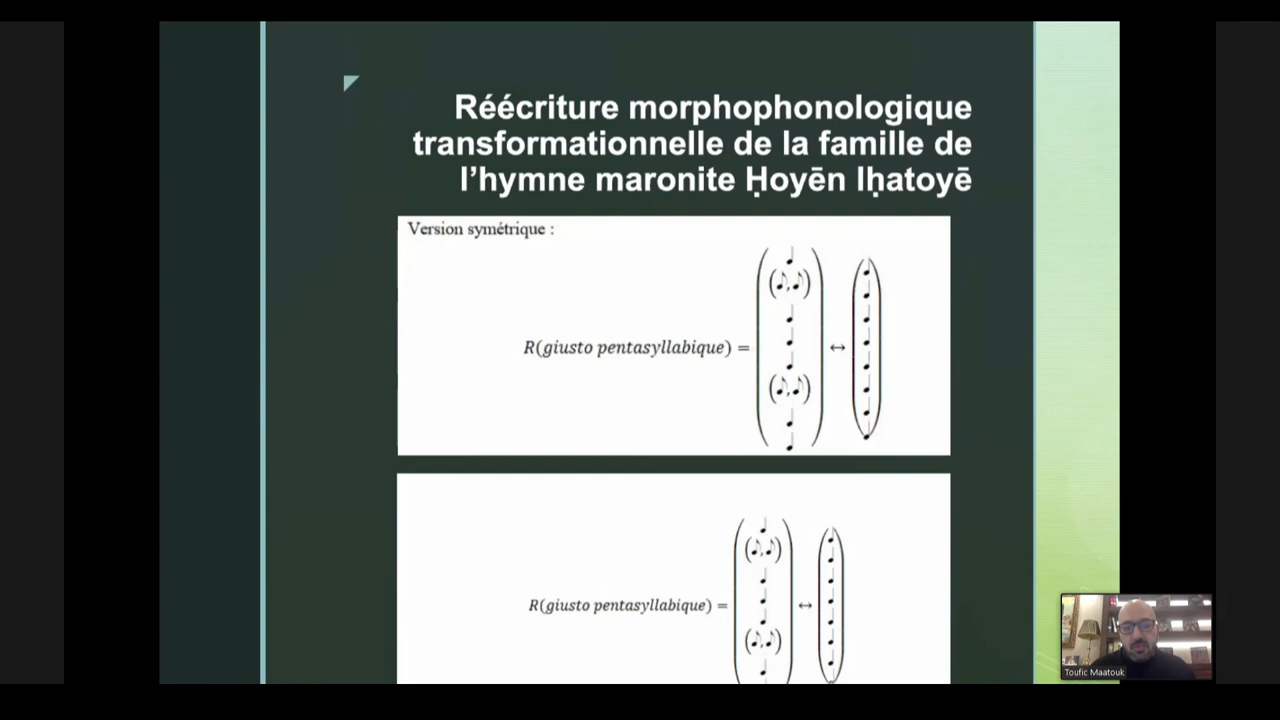 Réécriture morphophonologique
transformationnelle de la famille de
l’hymne maronite Ḥoyēn lḥatoyē
Version symétrique :
R(giusto pentasyllabique) =
↔
R(giusto pentasyllabique) =
↔
Toufic Maatouk